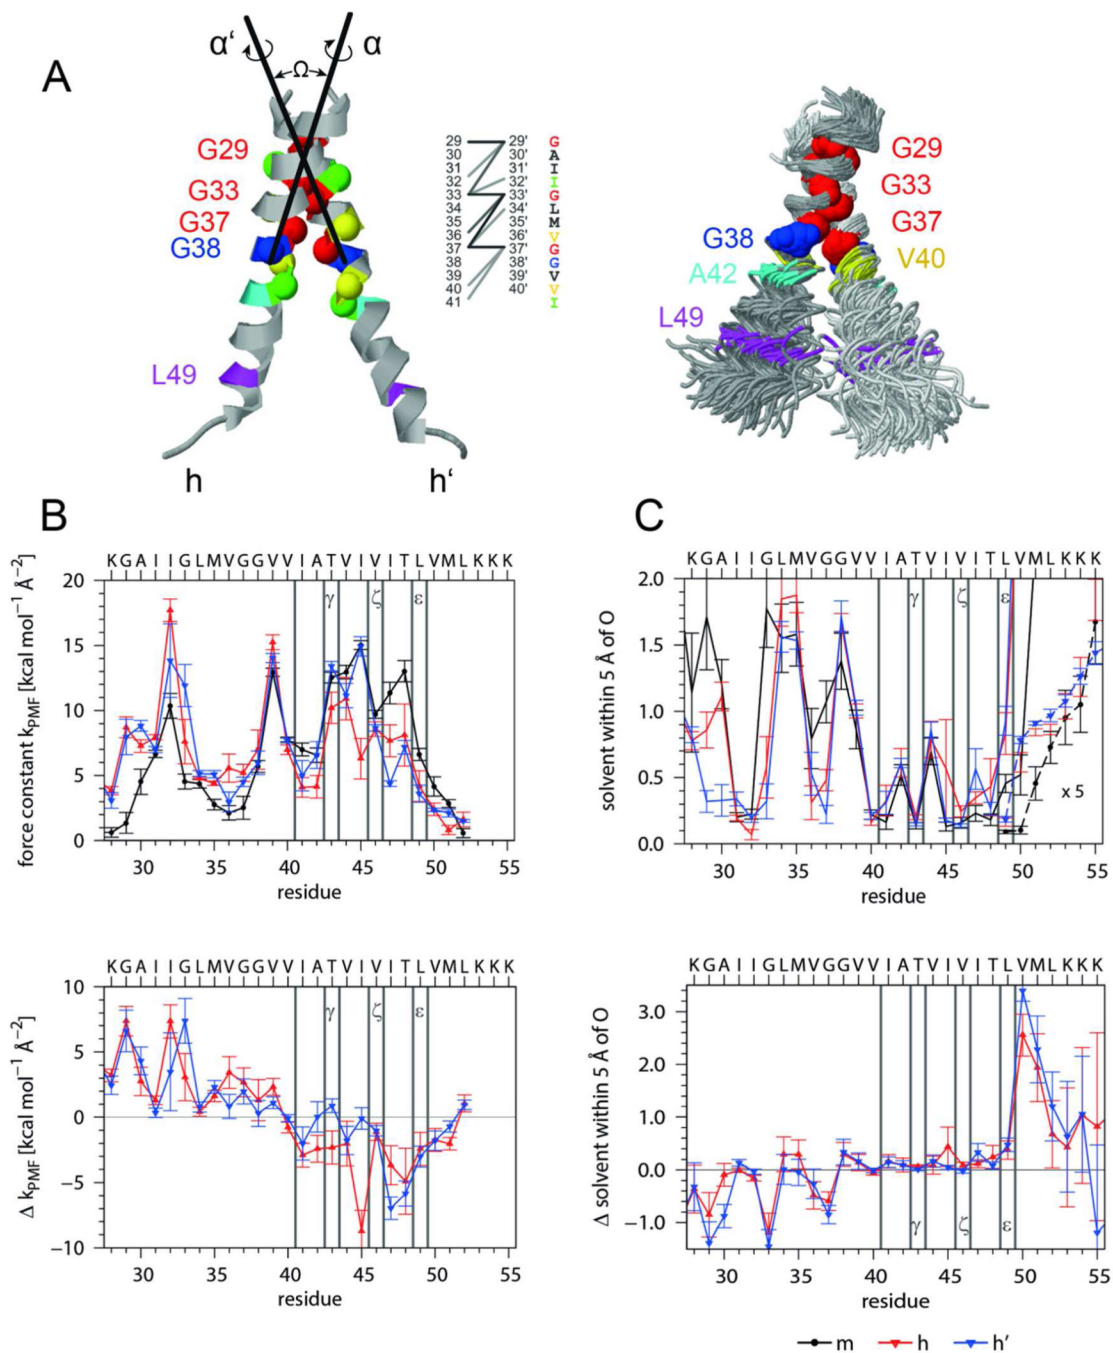 A
α‘
α
Ω
G29
G33
G37
G38
L49
h
h‘
29 29' G
30 30' A
31 31' I
32 32' I
33 33' G
34 34' L
35 35' M
36 36' V
37 37' G
38 38' G
39 39' V
40 40' V
41 I
G29
G33
G37
G38
V40
A42
L49
B
K G A I I G L M V G G V V I A T V I V I T L V M L K K K
force constant kPMF [kcal mol−1 Å−2]
20
15
10
5
0
γ ζ ε
30 35 40 45 50 55
residue
C
K G A I I G L M V G G V V I A T V I V I T L V M L K K K
solvent within 5 Å of O
2.0
1.5
1.0
0.5
0.0
γ ζ ε
x 5
30 35 40 45 50 55
residue
K G A I I G L M V G G V V I A T V I V I T L V M L K K K
Δ kPMF [kcal mol−1 Å−2]
10
5
0
−5
−10
γ ζ ε
30 35 40 45 50 55
residue
K G A I I G L M V G G V V I A T V I V I T L V M L K K K
Δ solvent within 5 Å of O
3.0
2.0
1.0
0.0
−1.0
γ ζ ε
30 35 40 45 50 55
residue
m h h′